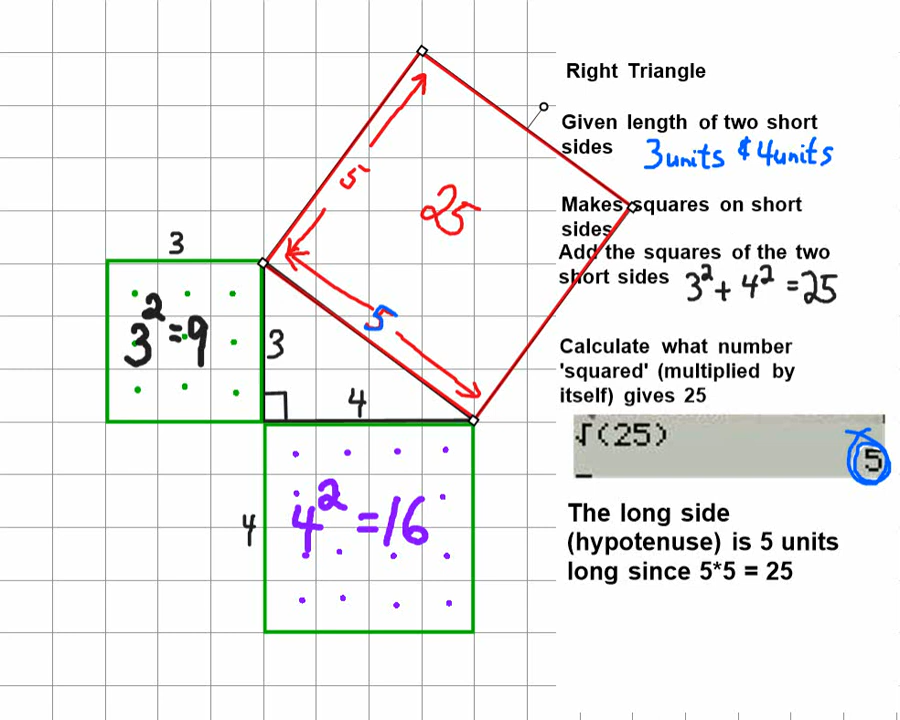 Right Triangle
Given length of two short
sides 3units & 4units
Makes squares on short
sides
Add the squares of the two
short sides 3²+ 4² =25
Calculate what number
'squared' (multiplied by
itself) gives 25
√(25)
5
The long side
(hypotenuse) is 5 units
long since 5*5 = 25
5
25
5
3
3²=9
3
4
4
4² =16